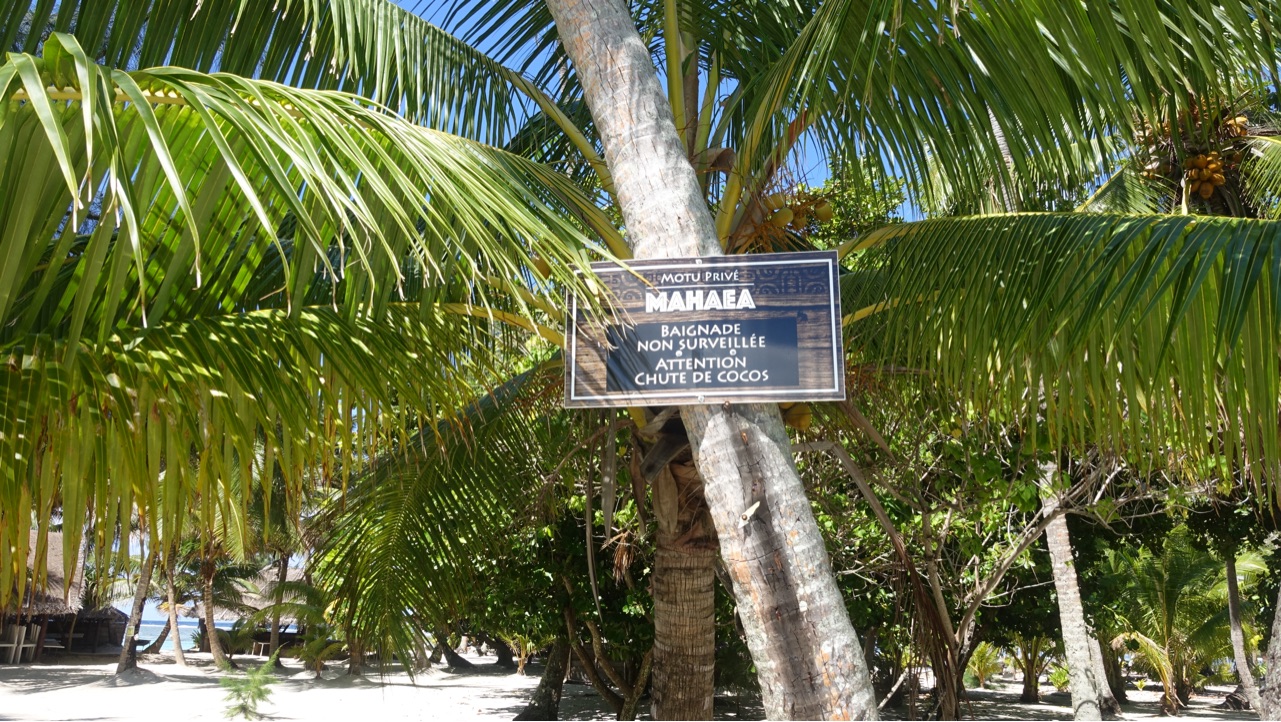 MOTU PRIVÉ
MAHAEA
BAIGNADE
NON SURVEILLÉE
ATTENTION
CHUTE DE COCOS